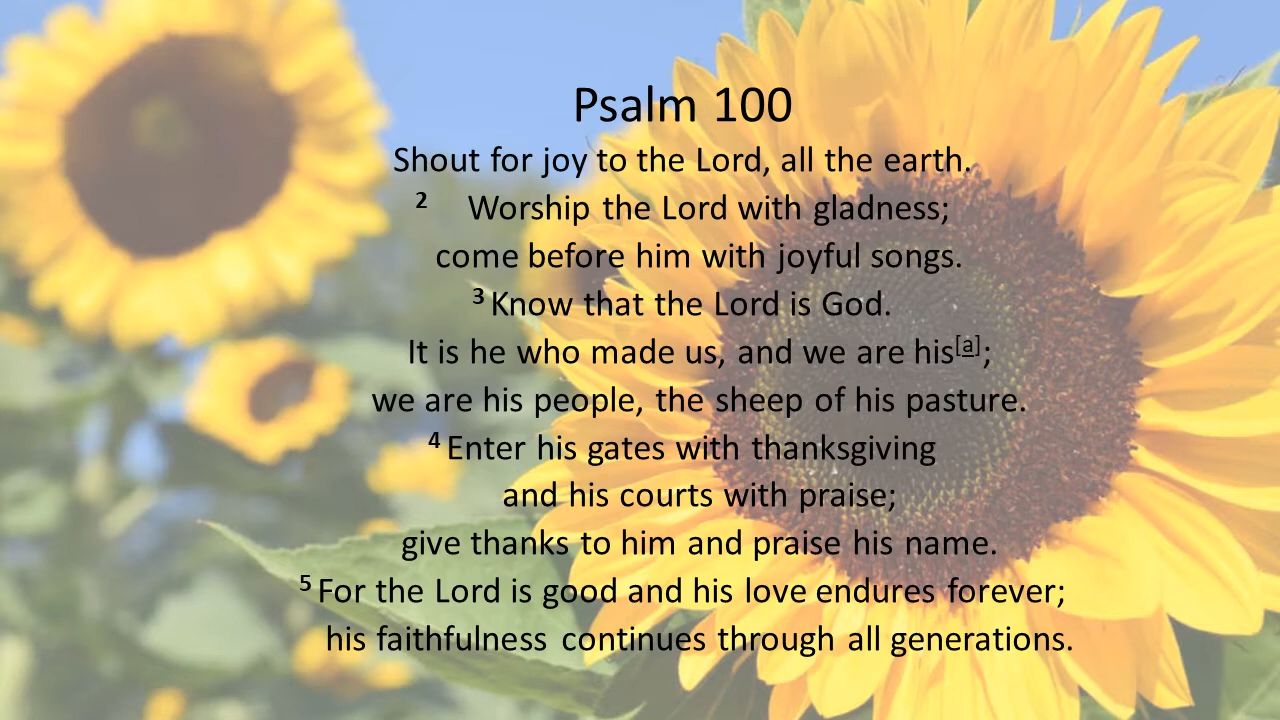 Psalm 100
Shout for joy to the Lord, all the earth.
2 Worship the Lord with gladness;
come before him with joyful songs.
3 Know that the Lord is God.
It is he who made us, and we are his[a];
we are his people, the sheep of his pasture.
4 Enter his gates with thanksgiving
and his courts with praise;
give thanks to him and praise his name.
5 For the Lord is good and his love endures forever;
his faithfulness continues through all generations.